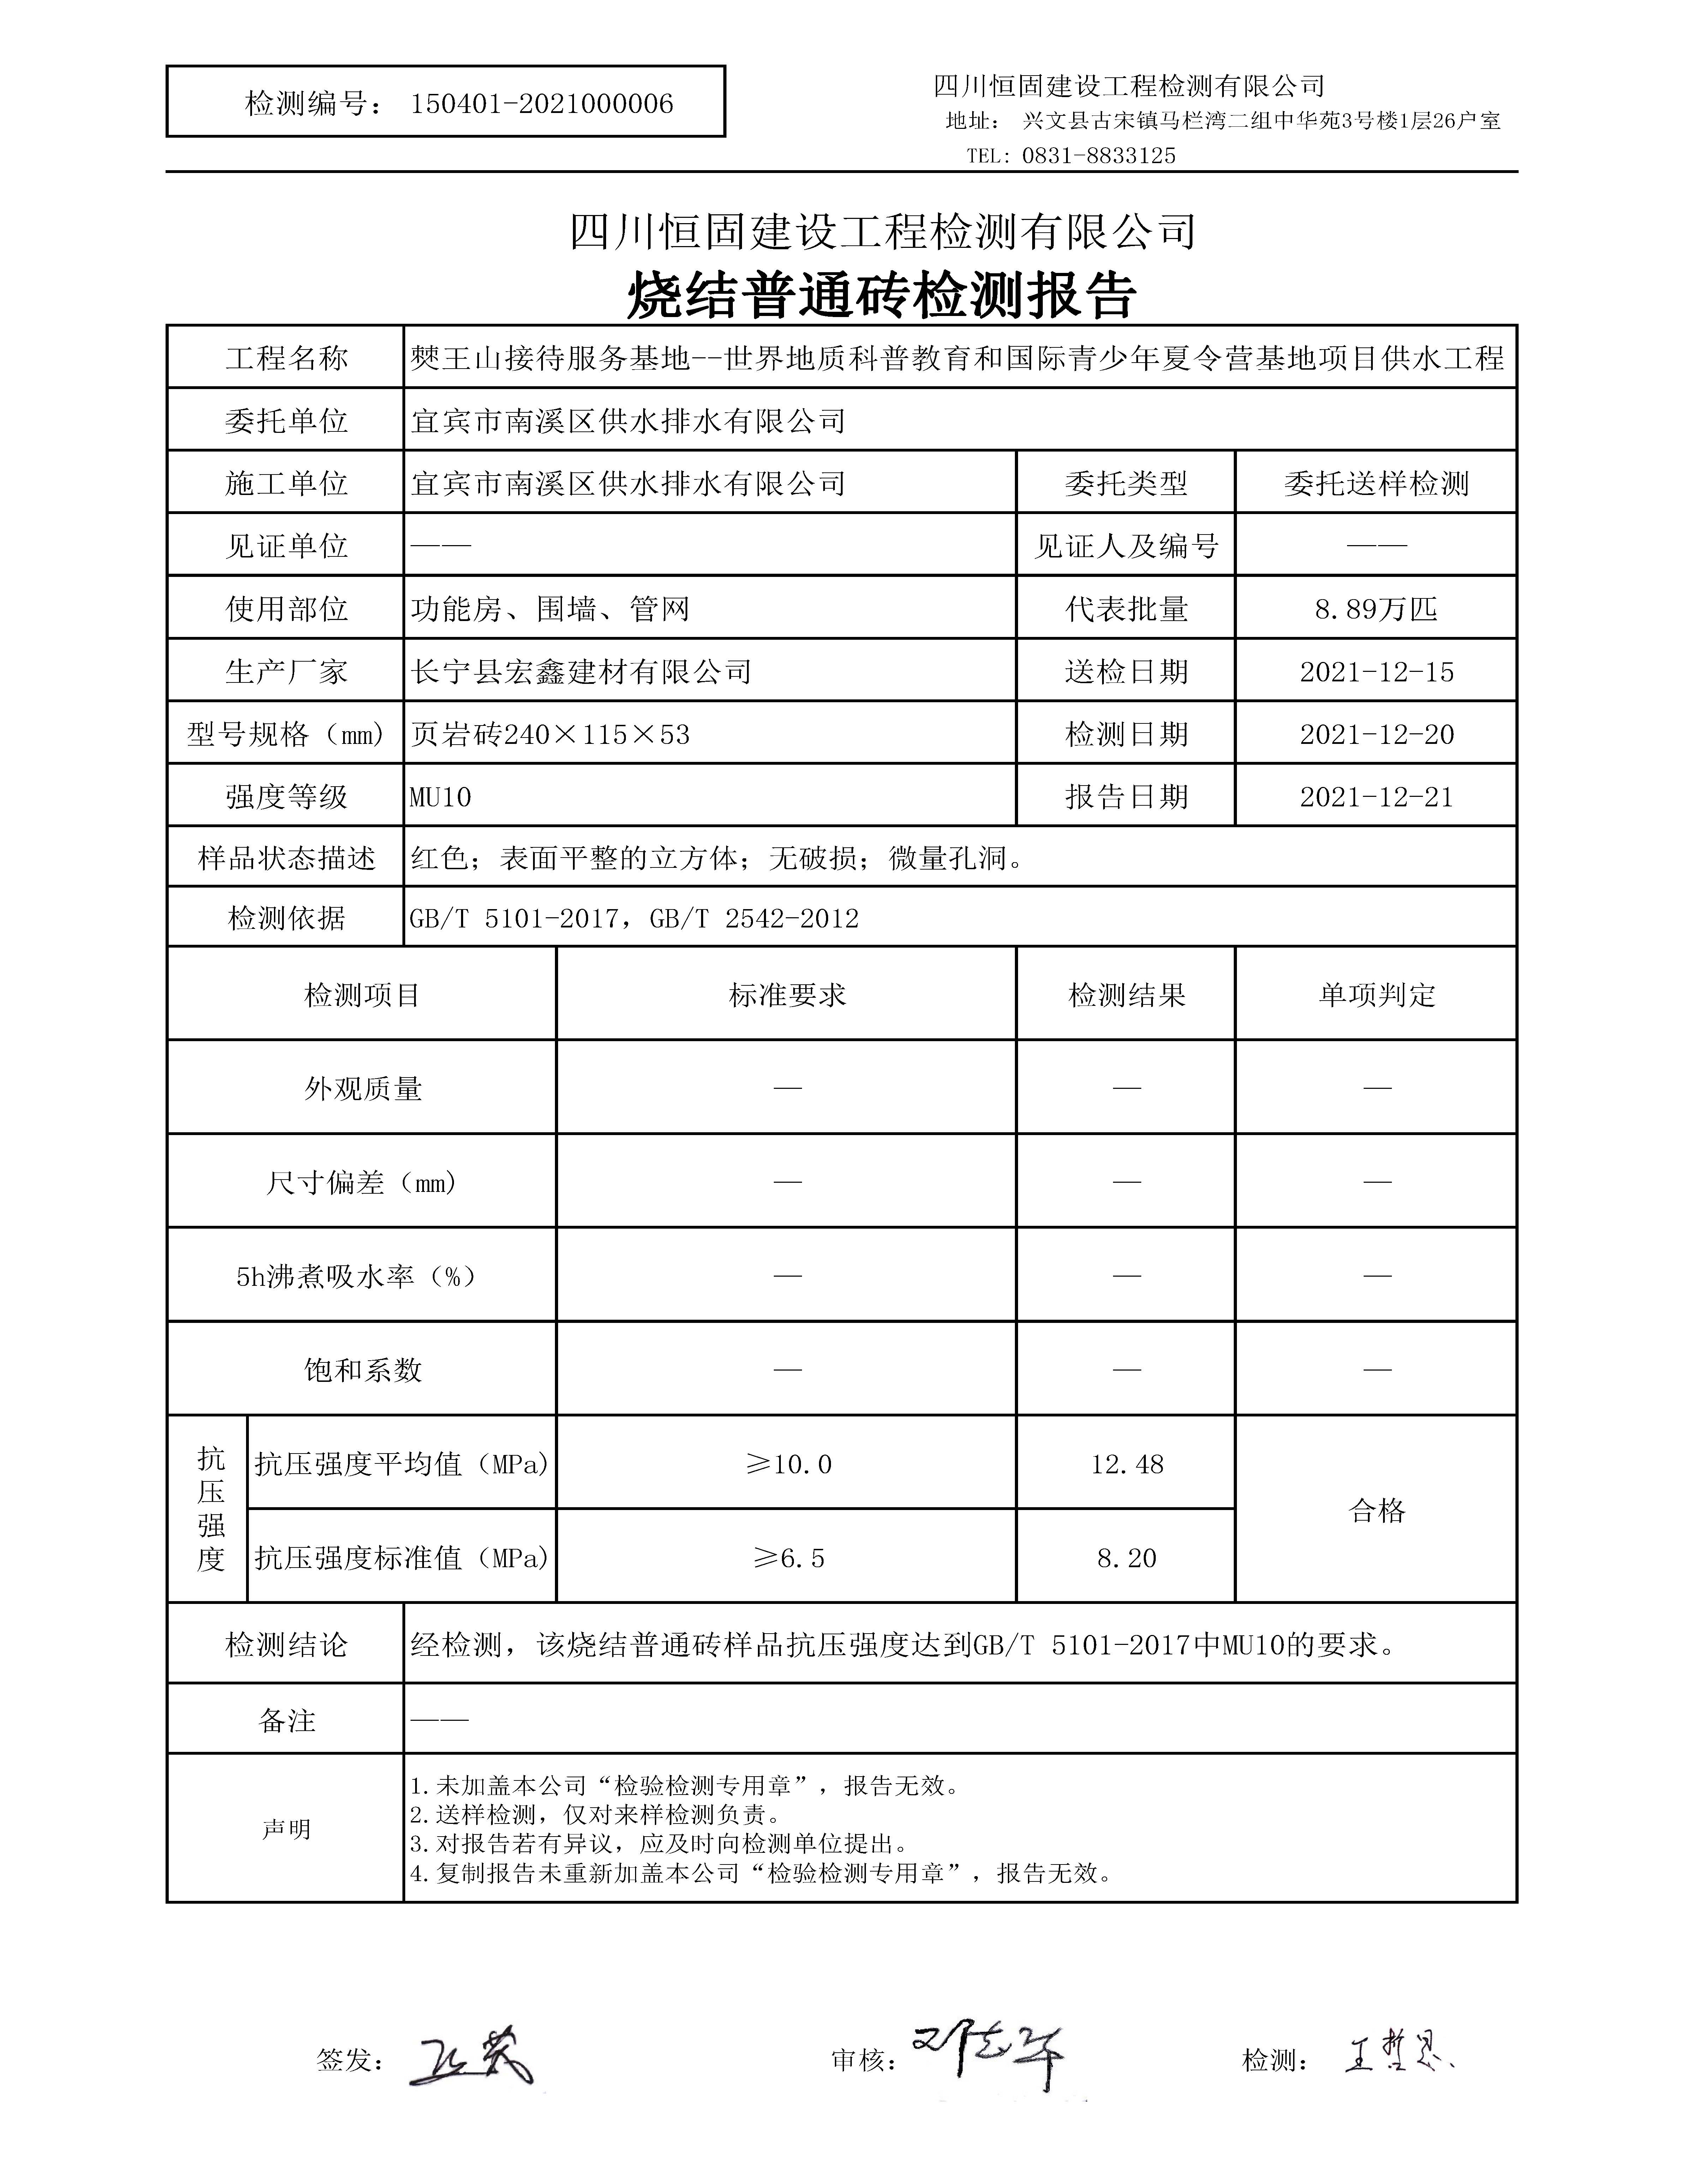 检测编号： 150401-2021000006
四川恒固建设工程检测有限公司
地址： 兴文县古宋镇马栏湾二组中华苑3号楼1层26户室
TEL: 0831-8833125
四川恒固建设工程检测有限公司
烧结普通砖检测报告
工程名称 僰王山接待服务基地--世界地质科普教育和国际青少年夏令营基地项目供水工程
委托单位 宜宾市南溪区供水排水有限公司
施工单位 宜宾市南溪区供水排水有限公司 委托类型 委托送样检测
见证单位 —— 见证人及编号 ——
使用部位 功能房、围墙、管网 代表批量 8.89万匹
生产厂家 长宁县宏鑫建材有限公司 送检日期 2021-12-15
型号规格（mm） 页岩砖240×115×53 检测日期 2021-12-20
强度等级 MU10 报告日期 2021-12-21
样品状态描述 红色；表面平整的立方体；无破损；微量孔洞。
检测依据 GB/T 5101-2017，GB/T 2542-2012
检测项目 标准要求 检测结果 单项判定
外观质量 — — —
尺寸偏差（mm） — — —
5h沸煮吸水率（%） — — —
饱和系数 — — —
抗压强度 抗压强度平均值（MPa） ≥10.0 12.48 合格
抗压强度标准值（MPa） ≥6.5 8.20
检测结论 经检测，该烧结普通砖样品抗压强度达到GB/T 5101-2017中MU10的要求。
备注 ——
声明 1.未加盖本公司“检验检测专用章”，报告无效。
2.送样检测，仅对来样检测负责。
3.对报告若有异议，应及时向检测单位提出。
4.复制报告未重新加盖本公司“检验检测专用章”，报告无效。
签发： 审核： 检测：